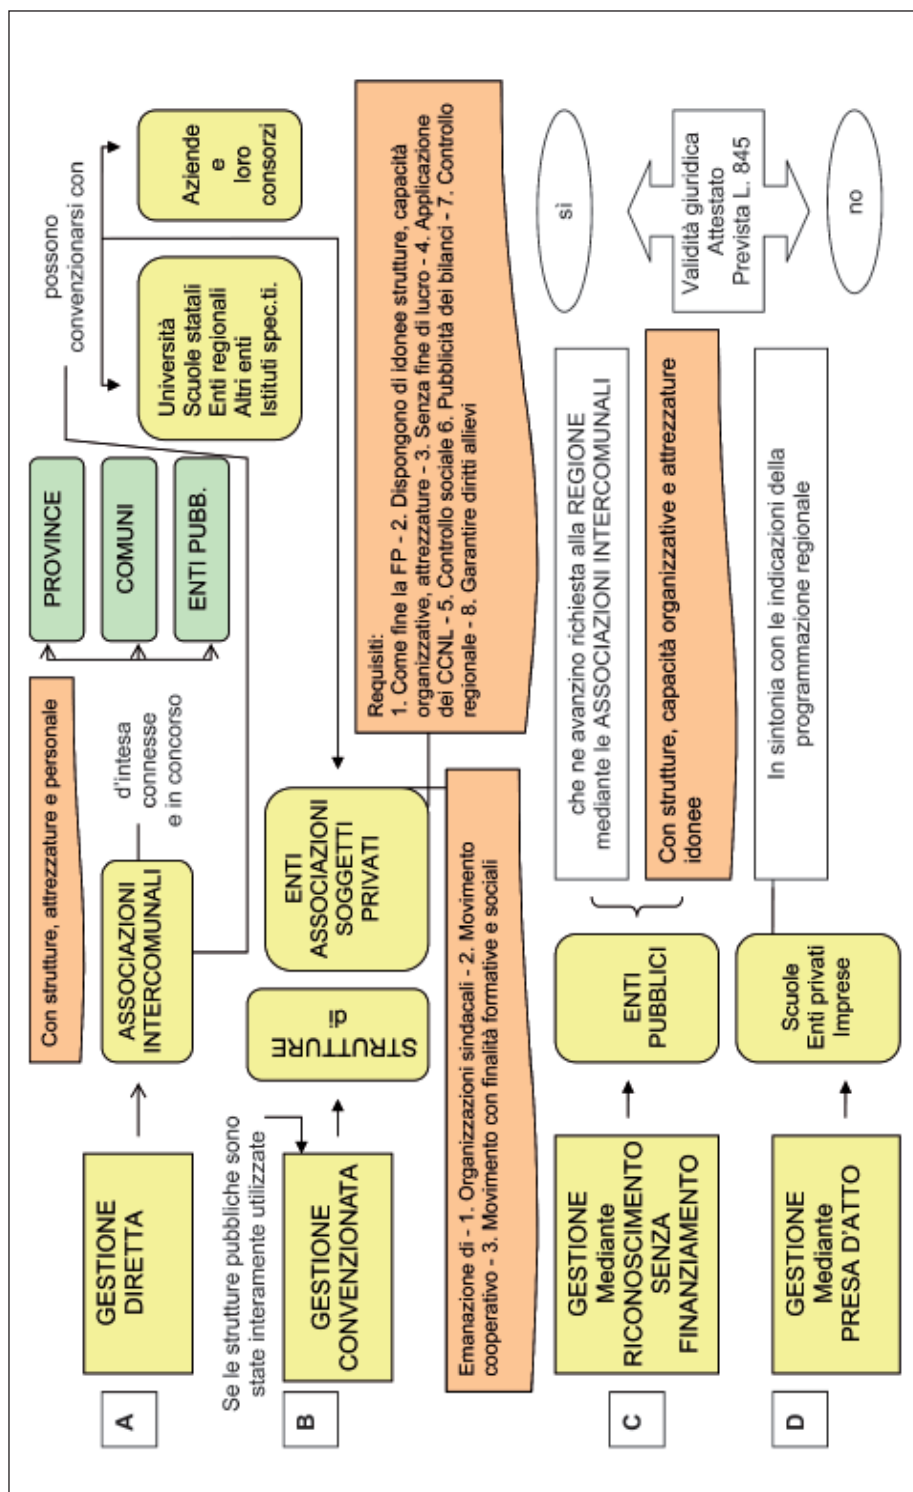 A
GESTIONE
DIRETTA
ASSOCIAZIONI
INTERCOMUNALI
Con strutture, attrezzature e personale
d'intesa
connesse
e in concorso
PROVINCE
COMUNI
ENTI PUBB.
possono
convenzionarsi con
Università
Scuole statali
Enti regionali
Altri enti
Istituti spec.ti.
Aziende
e
loro
consorzi
Se le strutture pubbliche sono
state interamente utilizzate
B
GESTIONE
CONVENZIONATA
STRUTTURE
di:
ENTI
ASSOCIAZIONI
SOGGETTI
PRIVATI
Requisiti:
1. Come fine la FP - 2. Dispongono di idonee strutture, capacità
organizzative, attrezzature - 3. Senza fine di lucro - 4. Applicazione
dei CCNL - 5. Controllo sociale 6. Pubblicità dei bilanci - 7. Controllo
regionale - 8. Garantire diritti allievi
Emanazione di - 1. Organizzazioni sindacali - 2. Movimento
cooperativo - 3. Movimento con finalità formative e sociali
C
GESTIONE
Mediante
RICONOSCIMENTO
SENZA
FINANZIAMENTO
ENTI
PUBBLICI
che ne avanzino richiesta alla REGIONE
mediante le ASSOCIAZIONI INTERCOMUNALI
Con strutture, capacità organizzative e attrezzature
idonee
sì
Validità giuridica
Attestato
Prevista L. 845
no
D
GESTIONE
Mediante
PRESA D'ATTO
Scuole
Enti privati
Imprese
In sintonia con le indicazioni della
programmazione regionale